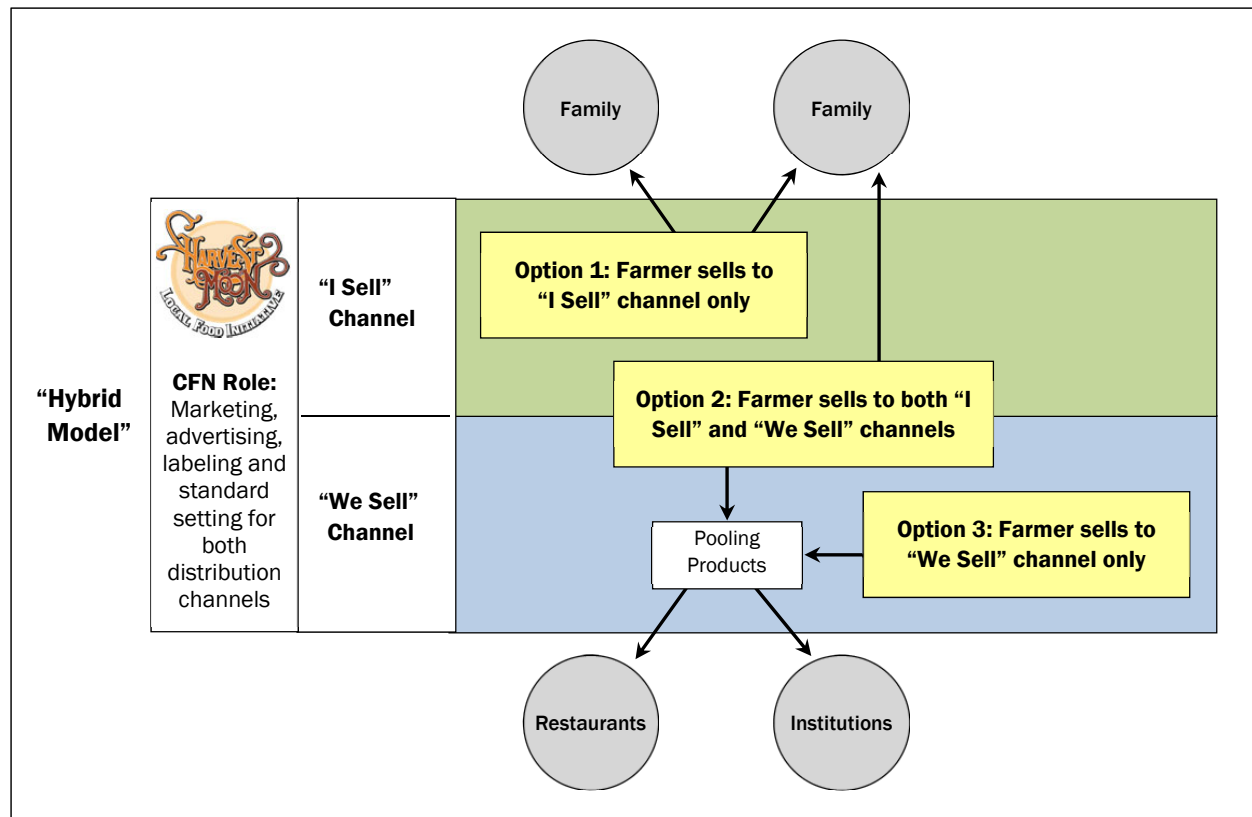 Family
Family
HARVEST
MOON
LOCAL FOOD INITIATIVE
“Hybrid
Model”
CFN Role:
Marketing,
advertising,
labeling and
standard
setting for
both
distribution
channels
“I Sell”
Channel
“We Sell”
Channel
Option 1: Farmer sells to
“I Sell” channel only
Option 2: Farmer sells to both “I
Sell” and “We Sell” channels
Option 3: Farmer sells to
“We Sell” channel only
Pooling
Products
Restaurants
Institutions